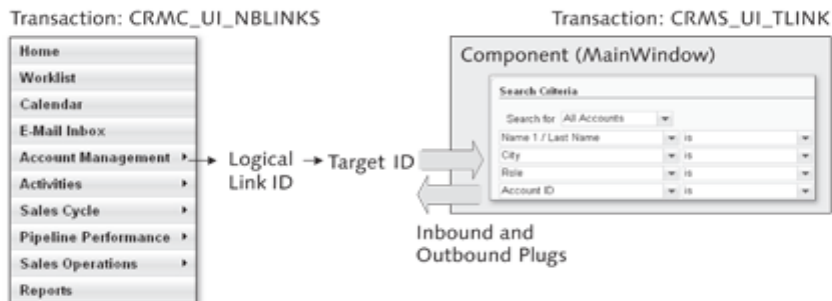 Transaction: CRMC_UI_NBLINKS
Home
Worklist
Calendar
E-Mail Inbox
Account Management
Activities
Sales Cycle
Pipeline Performance
Sales Operations
Reports
Logical
Link ID
Target ID
Transaction: CRMS_UI_TLINK
Component (MainWindow)
Search Criteria
Search for All Accounts
Name 1 / Last Name is
City is
Role is
Account ID is
Inbound and
Outbound Plugs